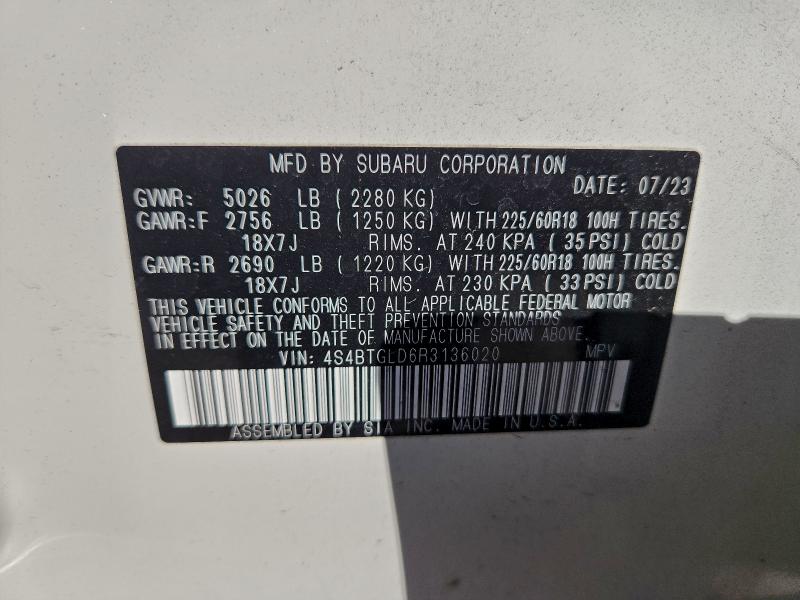 MFD BY SUBARU CORPORATION
DATE: 07/23
GVWR: 5026 LB ( 2280 KG)
GAWR:F 2756 LB ( 1250 KG) WITH 225/60R18 100H TIRES.
18X7J RIMS. AT 240 KPA ( 35 PSI) COLD
GAWR:R 2690 LB ( 1220 KG) WITH 225/60R18 100H TIRES.
18X7J RIMS. AT 230 KPA ( 33 PSI) COLD
THIS VEHICLE CONFORMS TO ALL APPLICABLE FEDERAL MOTOR
VEHICLE SAFETY AND THEFT PREVENTION STANDARDS
IN EFFECT ON THE DATE OF MANUFACTURE SHOWN ABOVE.
VIN: 4S4BTGLD6R3136020 MPV
ASSEMBLED BY SIA INC. MADE IN U.S.A.